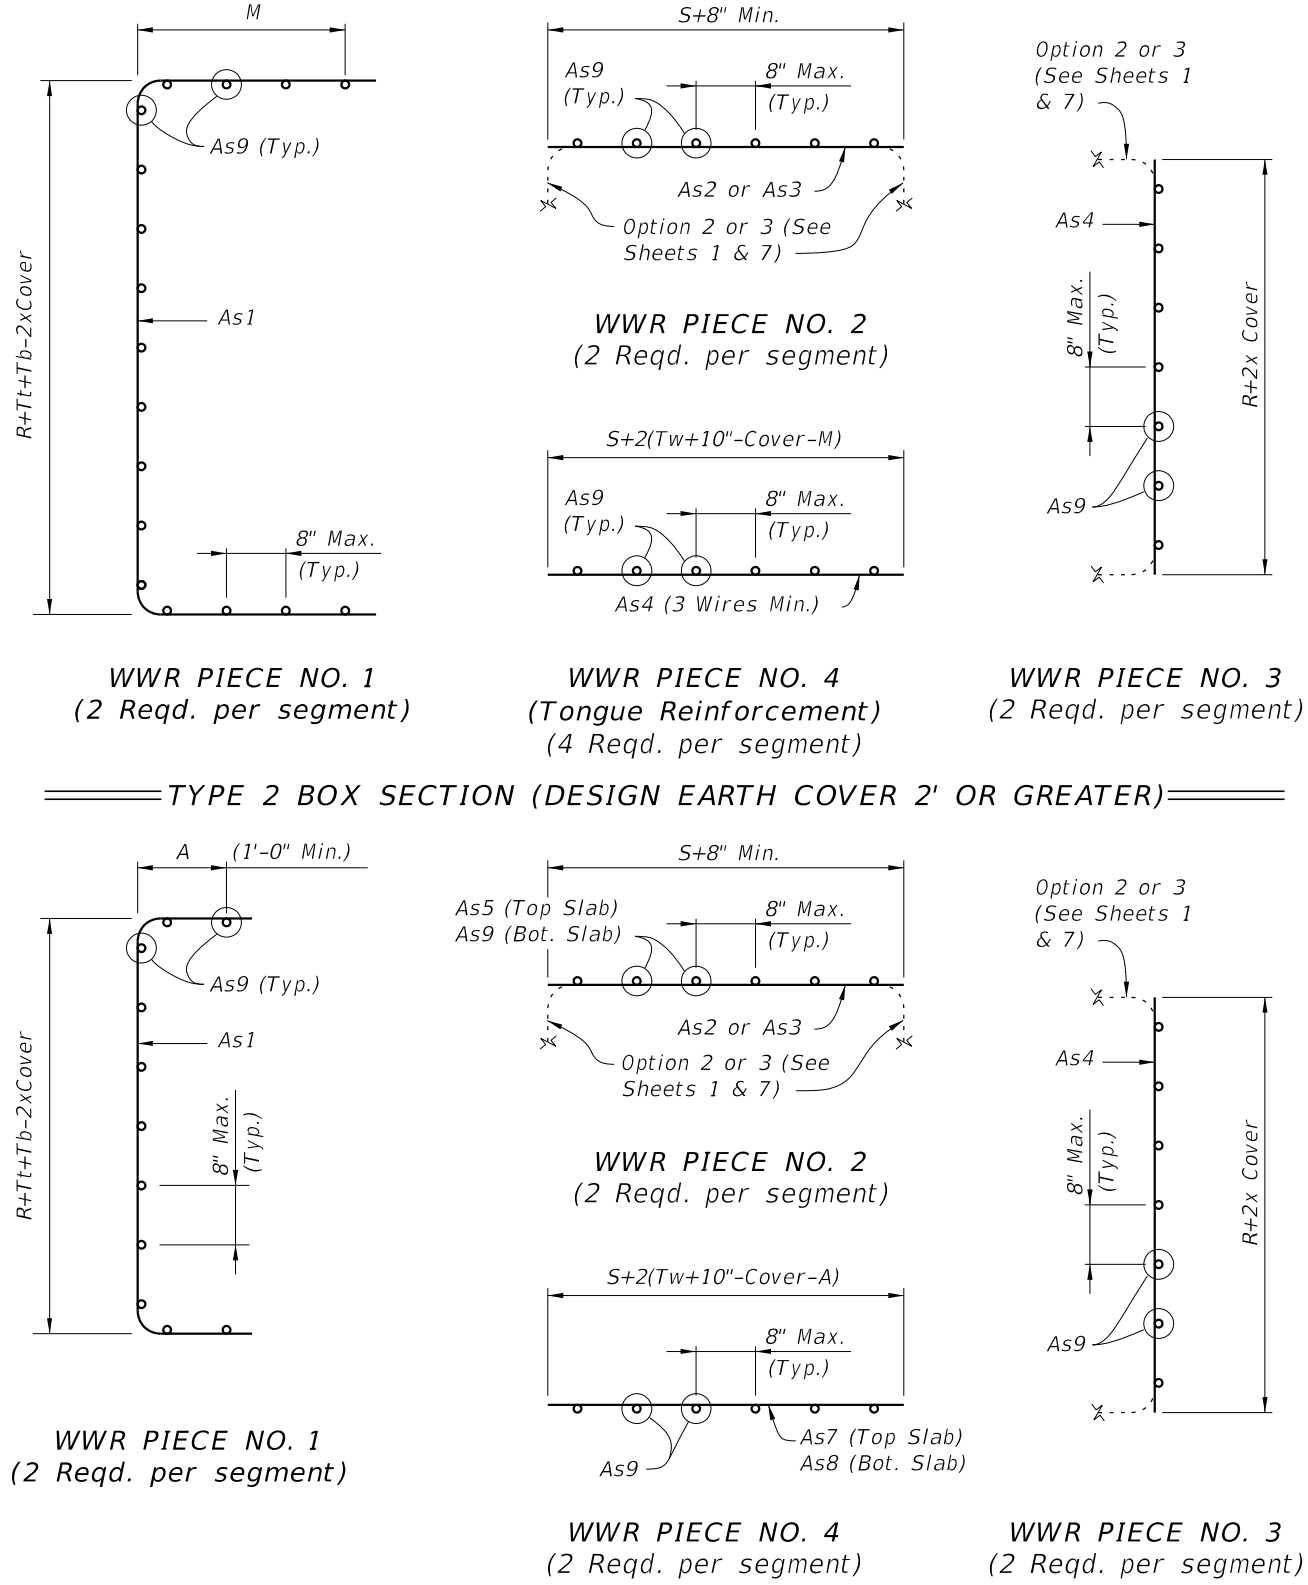 M
As9 (Typ.)
R+Tt+Tb-2xCover
As1
8" Max.
(Typ.)
WWR PIECE NO. 1
(2 Reqd. per segment)
S+8" Min.
As9
(Typ.)
8" Max.
(Typ.)
As2 or As3
Option 2 or 3 (See
Sheets 1 & 7)
WWR PIECE NO. 2
(2 Reqd. per segment)
S+2(Tw+10"-Cover-M)
As9
(Typ.)
8" Max.
(Typ.)
As4 (3 Wires Min.)
WWR PIECE NO. 4
(Tongue Reinforcement)
(4 Reqd. per segment)
Option 2 or 3
(See Sheets 1
& 7)
As4
8" Max.
(Typ.)
R+2x Cover
As9
WWR PIECE NO. 3
(2 Reqd. per segment)
TYPE 2 BOX SECTION (DESIGN EARTH COVER 2' OR GREATER)
A (1'-0" Min.)
As9 (Typ.)
R+Tt+Tb-2xCover
As1
8" Max.
(Typ.)
WWR PIECE NO. 1
(2 Reqd. per segment)
S+8" Min.
As5 (Top Slab)
As9 (Bot. Slab)
8" Max.
(Typ.)
As2 or As3
Option 2 or 3 (See
Sheets 1 & 7)
WWR PIECE NO. 2
(2 Reqd. per segment)
S+2(Tw+10"-Cover-A)
8" Max.
(Typ.)
As7 (Top Slab)
As8 (Bot. Slab)
As9
WWR PIECE NO. 4
(2 Reqd. per segment)
Option 2 or 3
(See Sheets 1
& 7)
As4
8" Max.
(Typ.)
R+2x Cover
As9
WWR PIECE NO. 3
(2 Reqd. per segment)